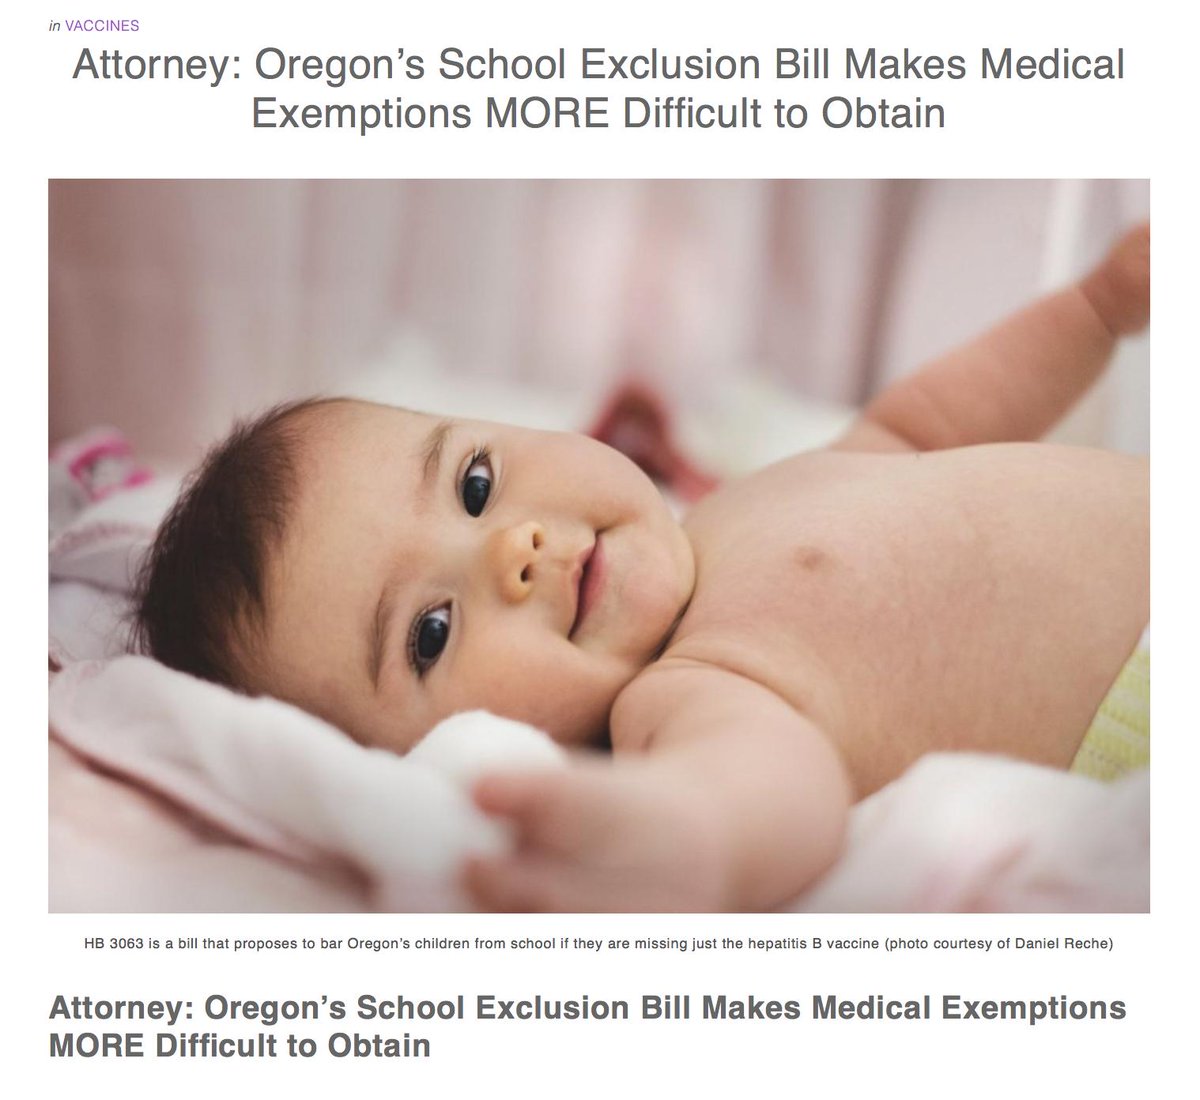 in VACCINES
Attorney: Oregon’s School Exclusion Bill Makes Medical
Exemptions MORE Difficult to Obtain
HB 3063 is a bill that proposes to bar Oregon’s children from school if they are missing just the hepatitis B vaccine (photo courtesy of Daniel Reche)
Attorney: Oregon’s School Exclusion Bill Makes Medical Exemptions
MORE Difficult to Obtain